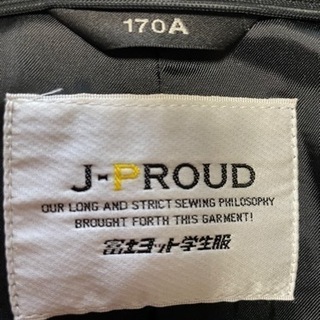 170A
J-PROUD
OUR LONG AND STRICT SEWING PHILOSOPHY
BROUGHT FORTH THIS GARMENT!
富士ヨット学生服